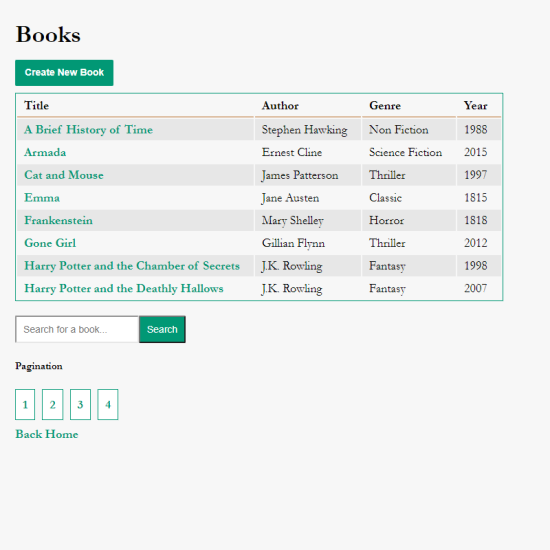 Books
Create New Book
Title Author Genre Year
A Brief History of Time Stephen Hawking Non Fiction 1988
Armada Ernest Cline Science Fiction 2015
Cat and Mouse James Patterson Thriller 1997
Emma Jane Austen Classic 1815
Frankenstein Mary Shelley Horror 1818
Gone Girl Gillian Flynn Thriller 2012
Harry Potter and the Chamber of Secrets J.K. Rowling Fantasy 1998
Harry Potter and the Deathly Hallows J.K. Rowling Fantasy 2007
Search for a book... Search
Pagination
1 2 3 4
Back Home